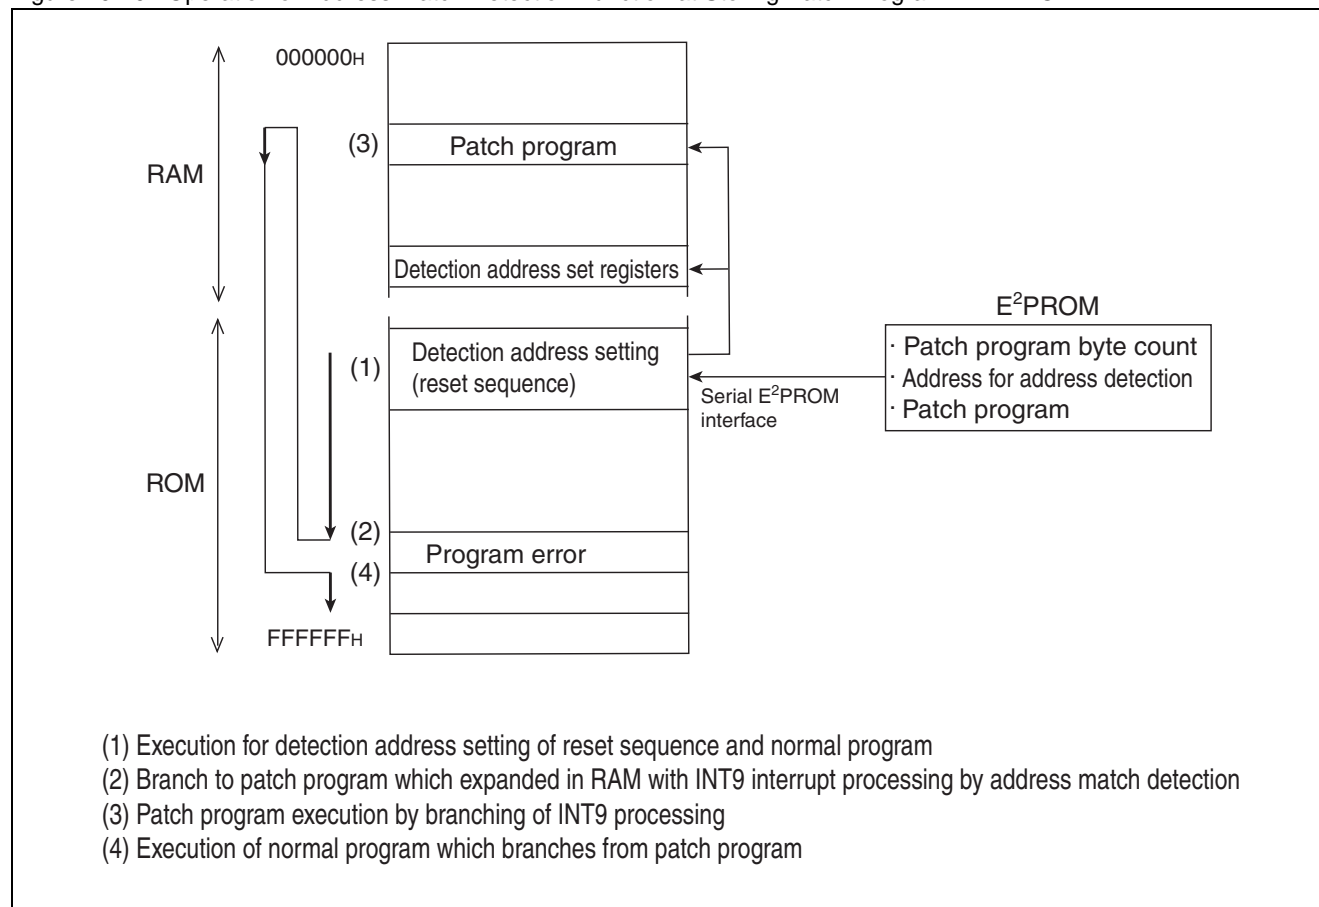 000000H
(3)
Patch program
RAM
Detection address set registers
E²PROM
· Patch program byte count
· Address for address detection
· Patch program
(1)
Detection address setting
(reset sequence)
Serial E²PROM
interface
ROM
(2)
Program error
(4)
FFFFFFH
(1) Execution for detection address setting of reset sequence and normal program
(2) Branch to patch program which expanded in RAM with INT9 interrupt processing by address match detection
(3) Patch program execution by branching of INT9 processing
(4) Execution of normal program which branches from patch program